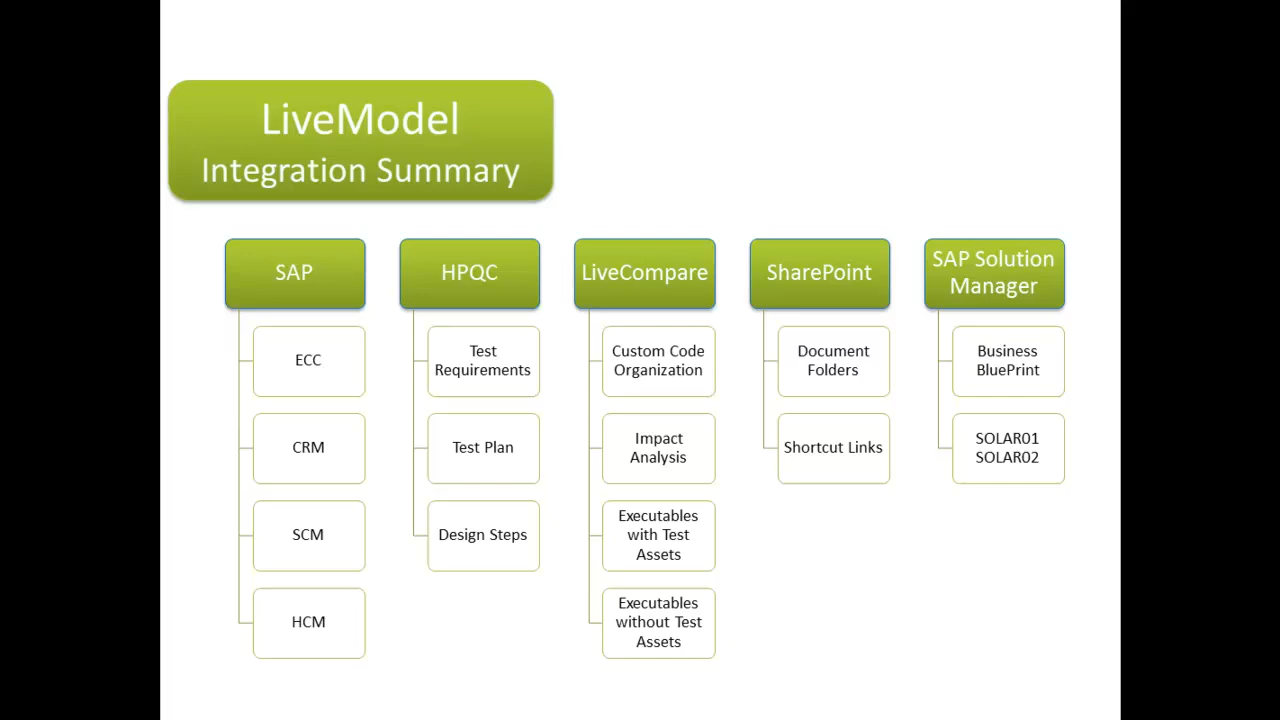 LiveModel
Integration Summary
SAP
ECC
CRM
SCM
HCM
HPQC
Test
Requirements
Test Plan
Design Steps
LiveCompare
Custom Code
Organization
Impact
Analysis
Executables
with Test
Assets
Executables
without Test
Assets
SharePoint
Document
Folders
Shortcut Links
SAP Solution
Manager
Business
BluePrint
SOLAR01
SOLAR02